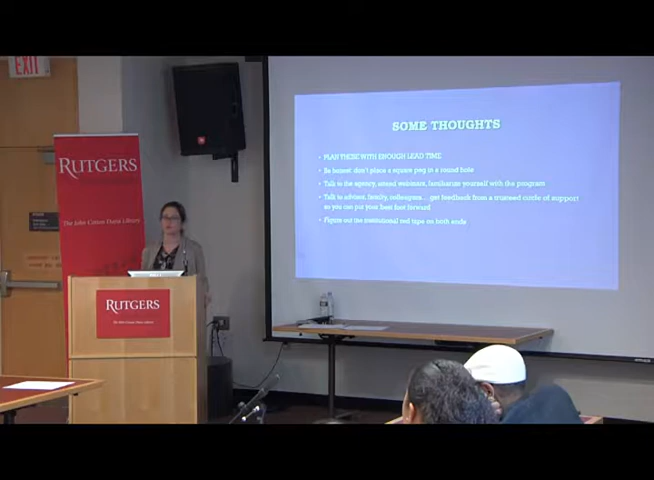 EXIT
RUTGERS
The John Cotton Dana Library
RUTGERS
The John Cotton Dana Library
SOME THOUGHTS
• PLAN THESE WITH ENOUGH LEAD TIME
• Be honest: don't place a square peg in a round hole
• Talk to the agency, attend webinars, familiarize yourself with the program
• Talk to advisor, family, colleagues... get feedback from a trusted circle of support
so you can put your best foot forward
• Figure out the institutional red tape on both ends